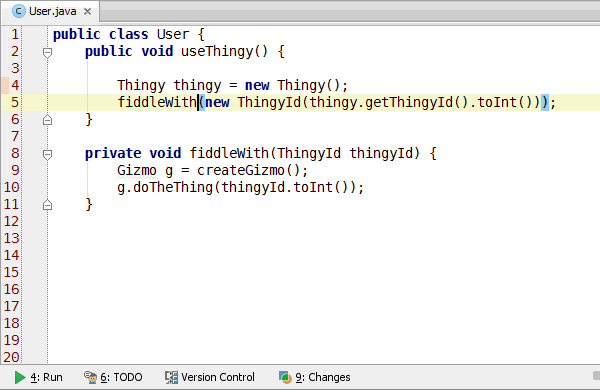 User.java
1 public class User {
2 public void useThingy() {
3
4 Thingy thingy = new Thingy();
5 fiddleWith(new ThingyId(thingy.getThingyId().toInt()));
6 }
7
8 private void fiddleWith(ThingyId thingyId) {
9 Gizmo g = createGizmo();
10 g.doTheThing(thingyId.toInt());
11 }
12
13
14
15
16
17
18
19
20
4: Run 6: TODO Version Control 9: Changes